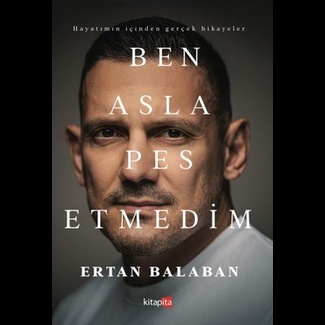 Hayatımın içinden gerçek hikayeler
BEN
ASLA
PES
ETMEDİM
ERTAN BALABAN
kitapita